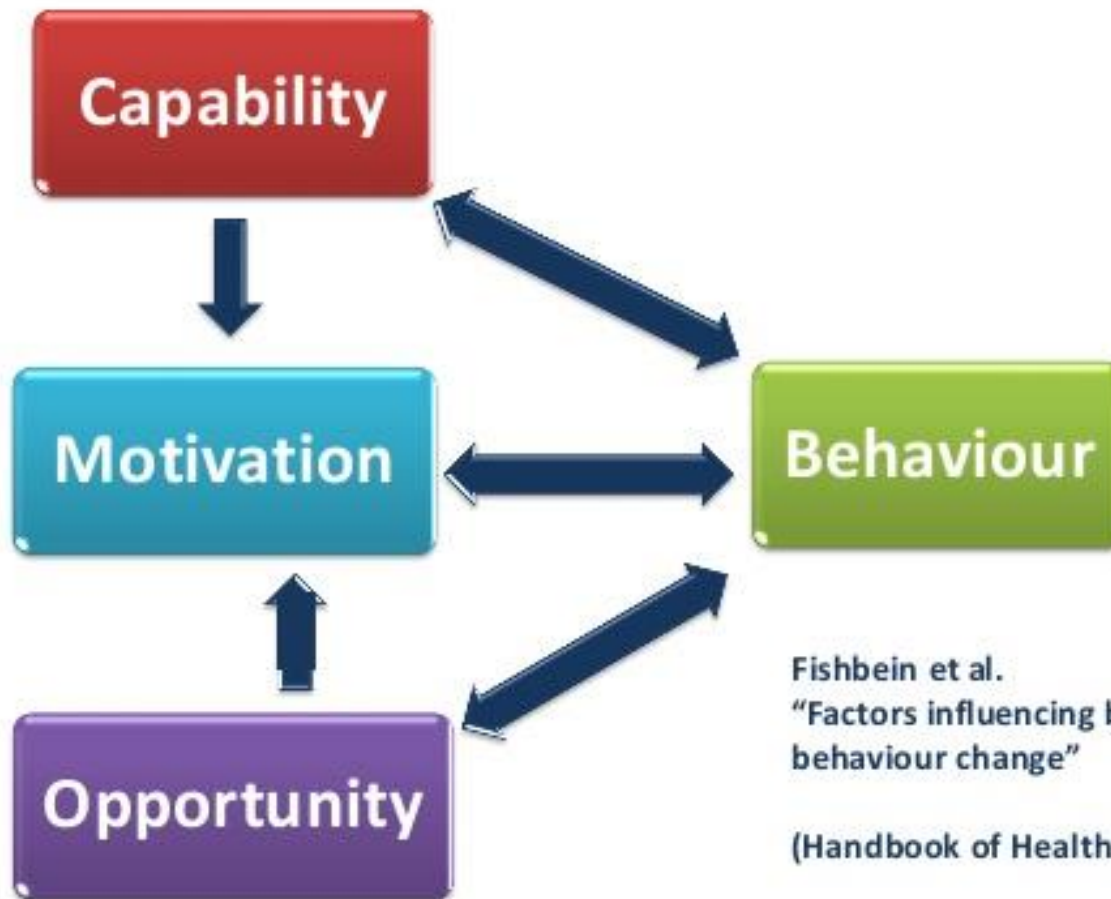 Capability
Motivation
Behaviour
Opportunity
Fishbein et al.
“Factors influencing
behaviour change”
(Handbook of Health